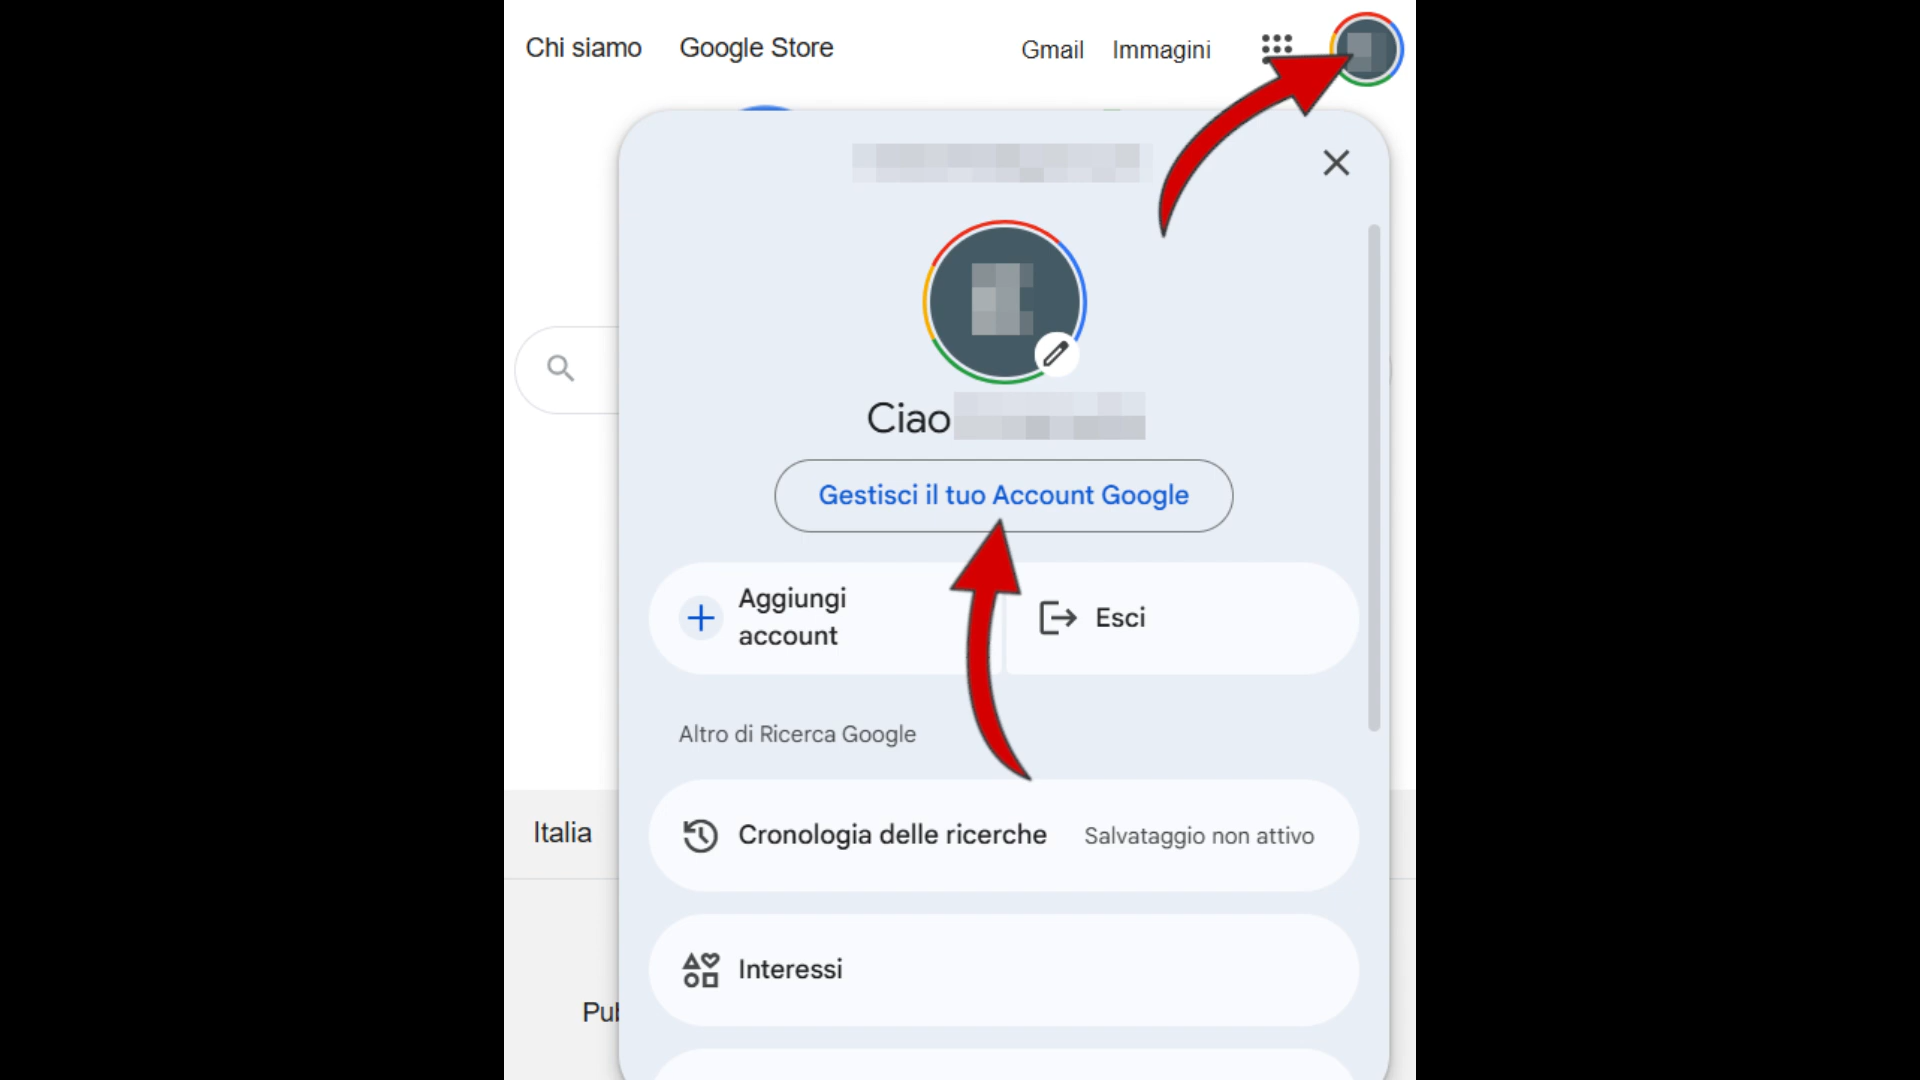 Chi siamo Google Store Gmail Immagini
Ciao
Gestisci il tuo Account Google
Aggiungi
account
Esci
Altro di Ricerca Google
Cronologia delle ricerche Salvataggio non attivo
Italia
Interessi